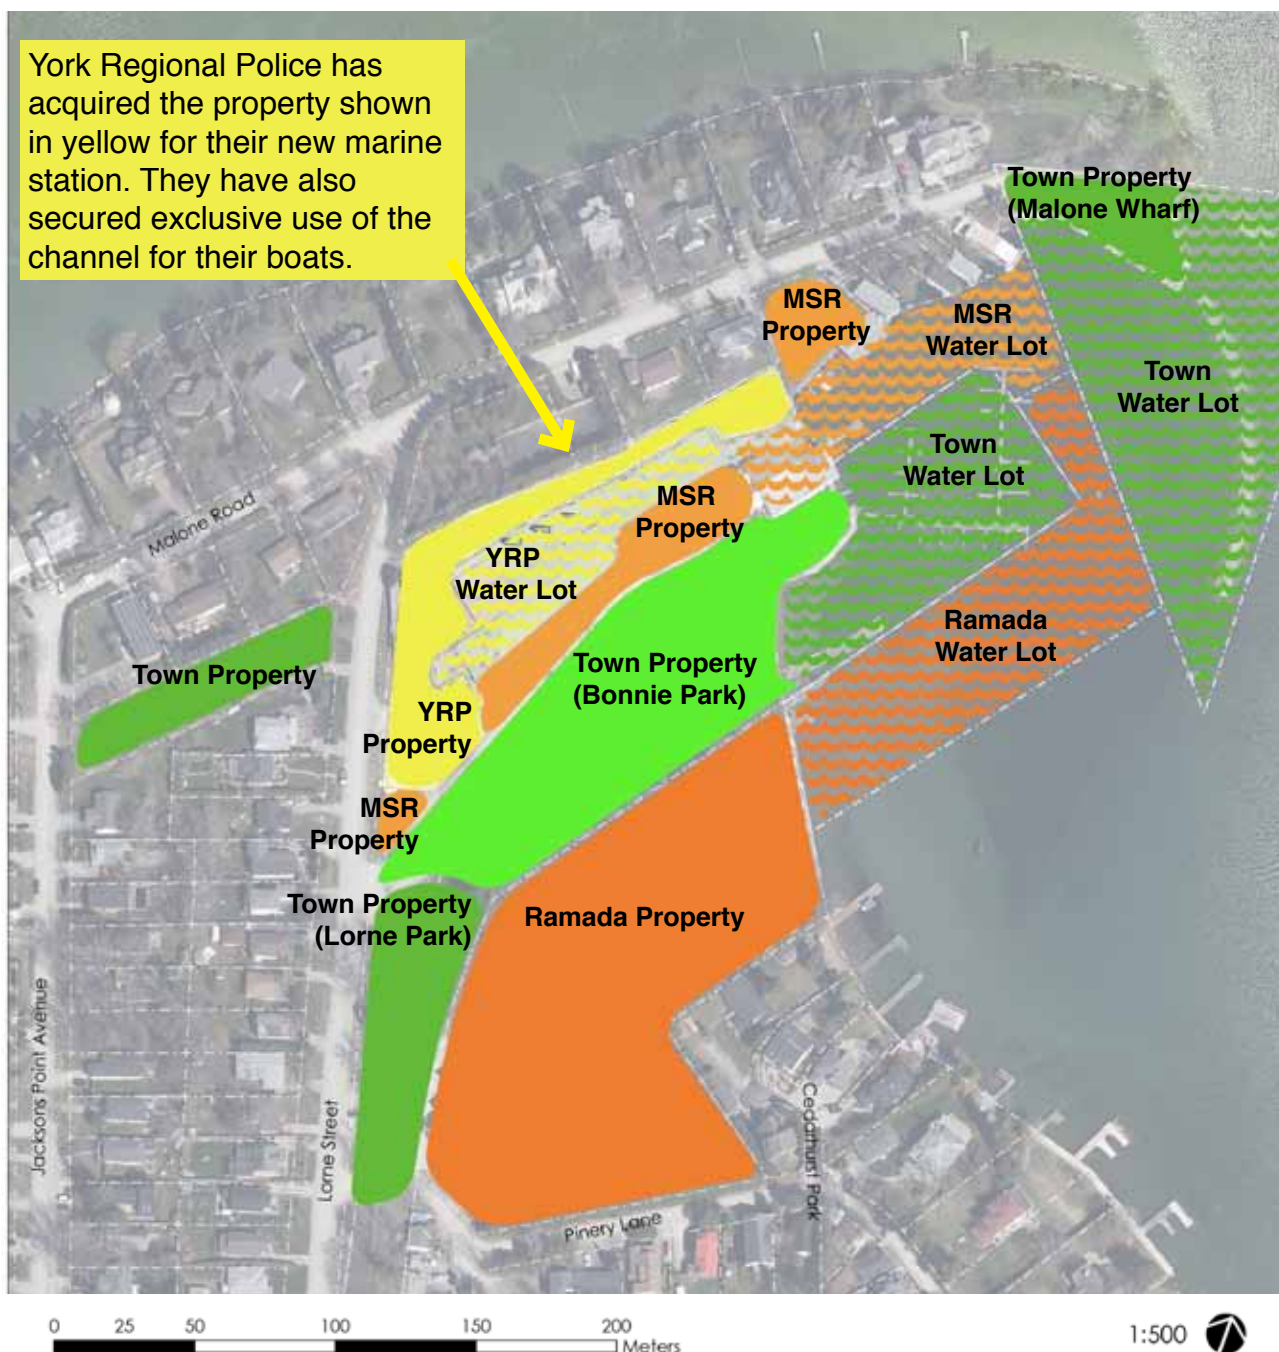 York Regional Police has
acquired the property shown
in yellow for their new marine
station. They have also
secured exclusive use of the
channel for their boats.
Town Property
(Malone Wharf)
MSR
Property
MSR
Water Lot
Town
Water Lot
Town
Water Lot
MSR
Property
Malone Road
YRP
Water Lot
Ramada
Water Lot
Town Property
Town Property
(Bonnie Park)
YRP
Property
MSR
Property
Town Property
(Lorne Park)
Ramada Property
Jacksons Point Avenue
Lorne Street
Cedarhurst Park
Pinery Lane
0 25 50 100 150 200
Meters
1:500